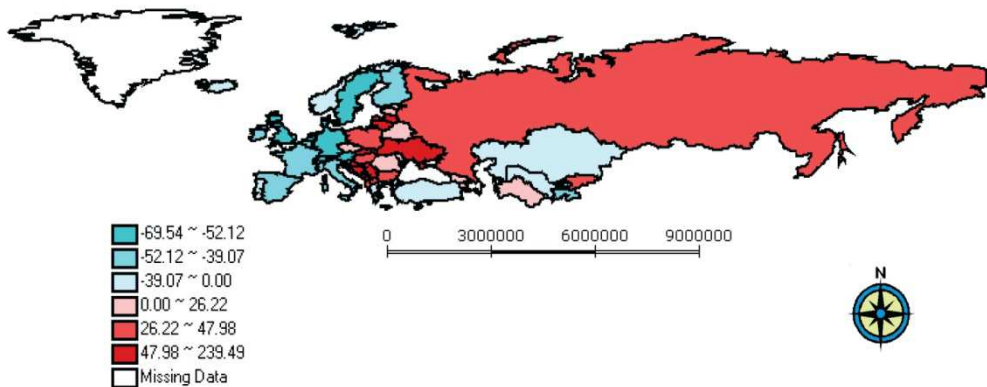 -69.54 ~ -52.12
-52.12 ~ -39.07
-39.07 ~ 0.00
0.00 ~ 26.22
26.22 ~ 47.98
47.98 ~ 239.49
Missing Data
0 3000000 6000000 9000000
N